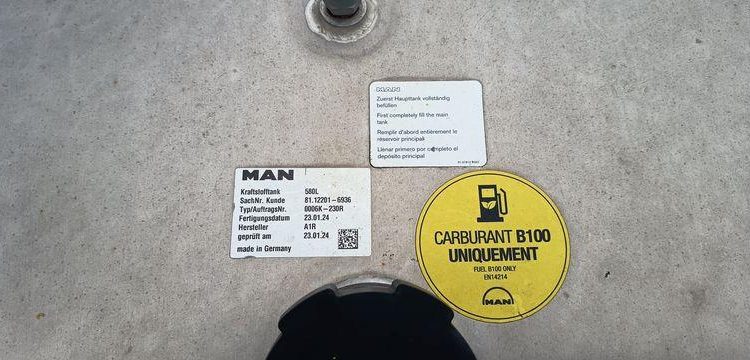 MAN
Zuerst Haupttank vollständig
befüllen
First completely fill the main
tank
Remplir d'abord entièrement le
réservoir principal
Llenar primero por completo el
depósito principal
MAN
Kraftstofftank 580L
SachNr. Kunde 81.12201-6936
Typ/AuftragsNr. 0006K-230R
Fertigungsdatum 23.01.24
Hersteller A1R
geprüft am 23.01.24
made in Germany
CARBURANT B100
UNIQUEMENT
FUEL B100 ONLY
EN14214
MAN